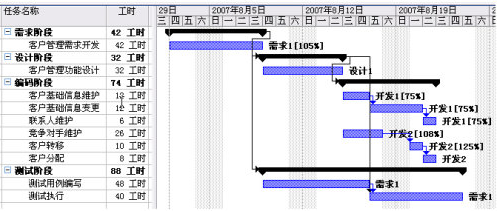 任务名称 工时 29日 2007年8月5日 2007年8月12日 2007年8月19日
三 四 五 六 日 一 二 三 四 五 六 日 一 二 三 四 五 六 日 一 二 三 四 五 六
需求阶段 42 工时
客户管理需求开发 42 工时 需求1[105%]
设计阶段 32 工时
客户管理功能设计 32 工时 设计1
编码阶段 74 工时
客户基础信息维护 工时 开发1[75%]
客户基础信息变更 工时 开发1[75%]
联系人维护 6 工时 开发1[75%]
竞争对手维护 26 工时 开发2[108%]
客户转移 10 工时 开发2[125%]
客户分配 8 工时 开发2
测试阶段 88 工时
测试用例编写 48 工时 需求1
测试执行 40 工时 需求1